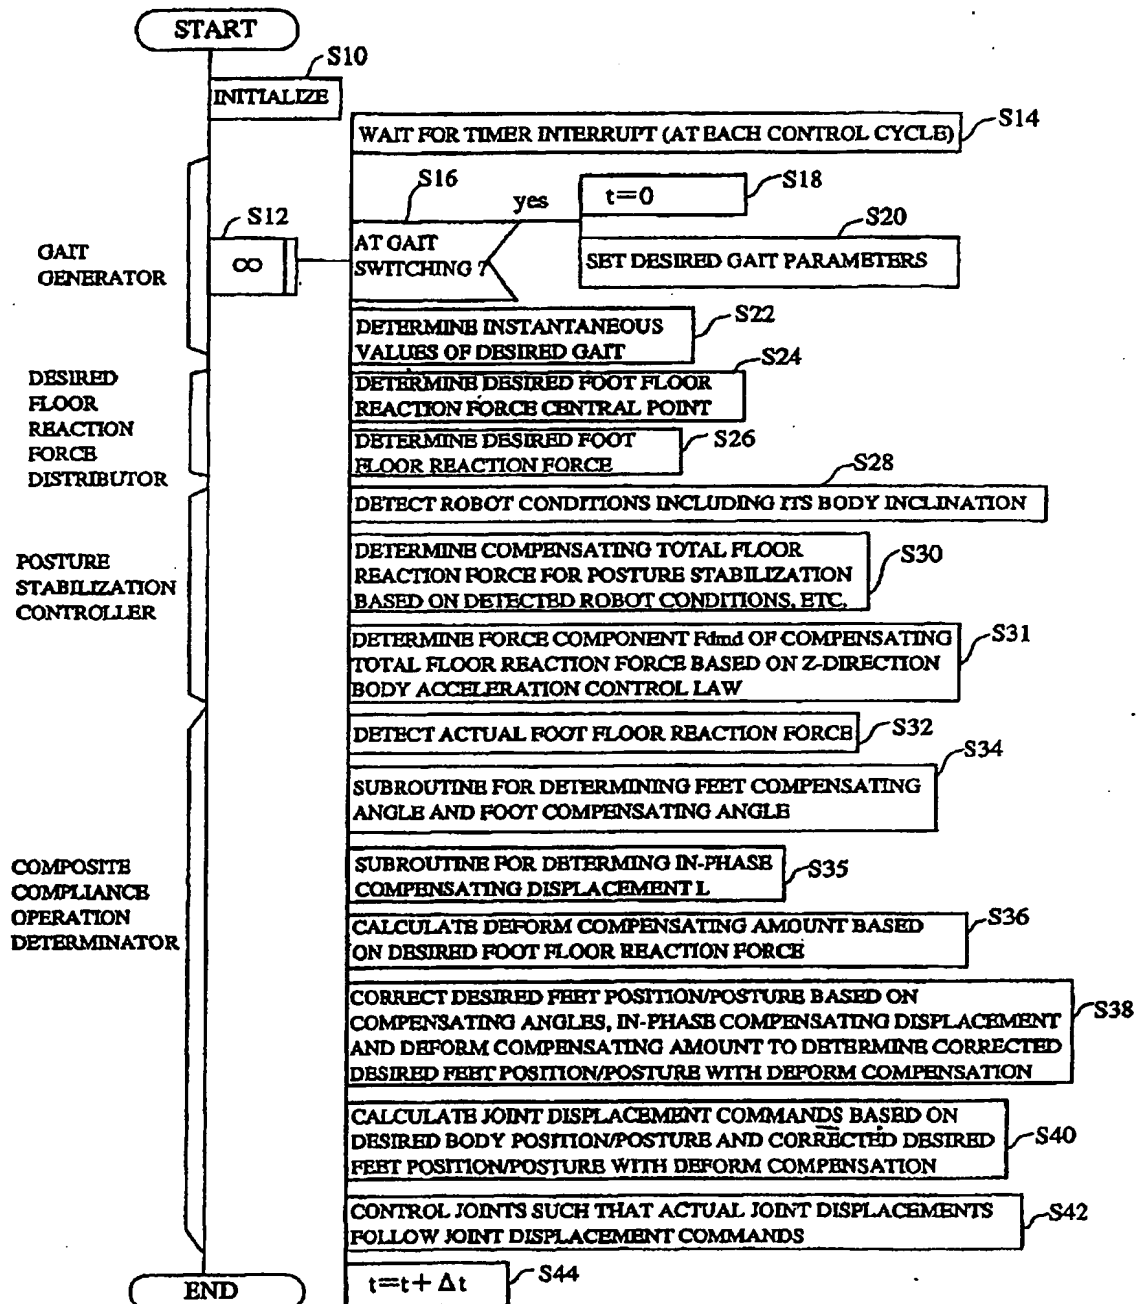 START
S10
INITIALIZE
WAIT FOR TIMER INTERRUPT (AT EACH CONTROL CYCLE)
S14
S16
yes
t=0
S18
S12
∞
AT GAIT
SWITCHING ?
S20
SET DESIRED GAIT PARAMETERS
GAIT
GENERATOR
DETERMINE INSTANTANEOUS
VALUES OF DESIRED GAIT
S22
DESIRED
FLOOR
REACTION
FORCE
DISTRIBUTOR
DETERMINE DESIRED FOOT FLOOR
REACTION FORCE CENTRAL POINT
S24
DETERMINE DESIRED FOOT
FLOOR REACTION FORCE
S26
S28
DETECT ROBOT CONDITIONS INCLUDING ITS BODY INCLINATION
POSTURE
STABILIZATION
CONTROLLER
DETERMINE COMPENSATING TOTAL FLOOR
REACTION FORCE FOR POSTURE STABILIZATION
BASED ON DETECTED ROBOT CONDITIONS, ETC.
S30
DETERMINE FORCE COMPONENT Fdmd OF COMPENSATING
TOTAL FLOOR REACTION FORCE BASED ON Z-DIRECTION
BODY ACCELERATION CONTROL LAW
S31
DETECT ACTUAL FOOT FLOOR REACTION FORCE
S32
S34
SUBROUTINE FOR DETERMINING FEET COMPENSATING
ANGLE AND FOOT COMPENSATING ANGLE
COMPOSITE
COMPLIANCE
OPERATION
DETERMINATOR
SUBROUTINE FOR DETERMING IN-PHASE
COMPENSATING DISPLACEMENT L
S35
CALCULATE DEFORM COMPENSATING AMOUNT BASED
ON DESIRED FOOT FLOOR REACTION FORCE
S36
CORRECT DESIRED FEET POSITION/POSTURE BASED ON
COMPENSATING ANGLES, IN-PHASE COMPENSATING DISPLACEMENT
AND DEFORM COMPENSATING AMOUNT TO DETERMINE CORRECTED
DESIRED FEET POSITION/POSTURE WITH DEFORM COMPENSATION
S38
CALCULATE JOINT DISPLACEMENT COMMANDS BASED ON
DESIRED BODY POSITION/POSTURE AND CORRECTED DESIRED
FEET POSITION/POSTURE WITH DEFORM COMPENSATION
S40
CONTROL JOINTS SUCH THAT ACTUAL JOINT DISPLACEMENTS
FOLLOW JOINT DISPLACEMENT COMMANDS
S42
END
t=t+ Δt
S44